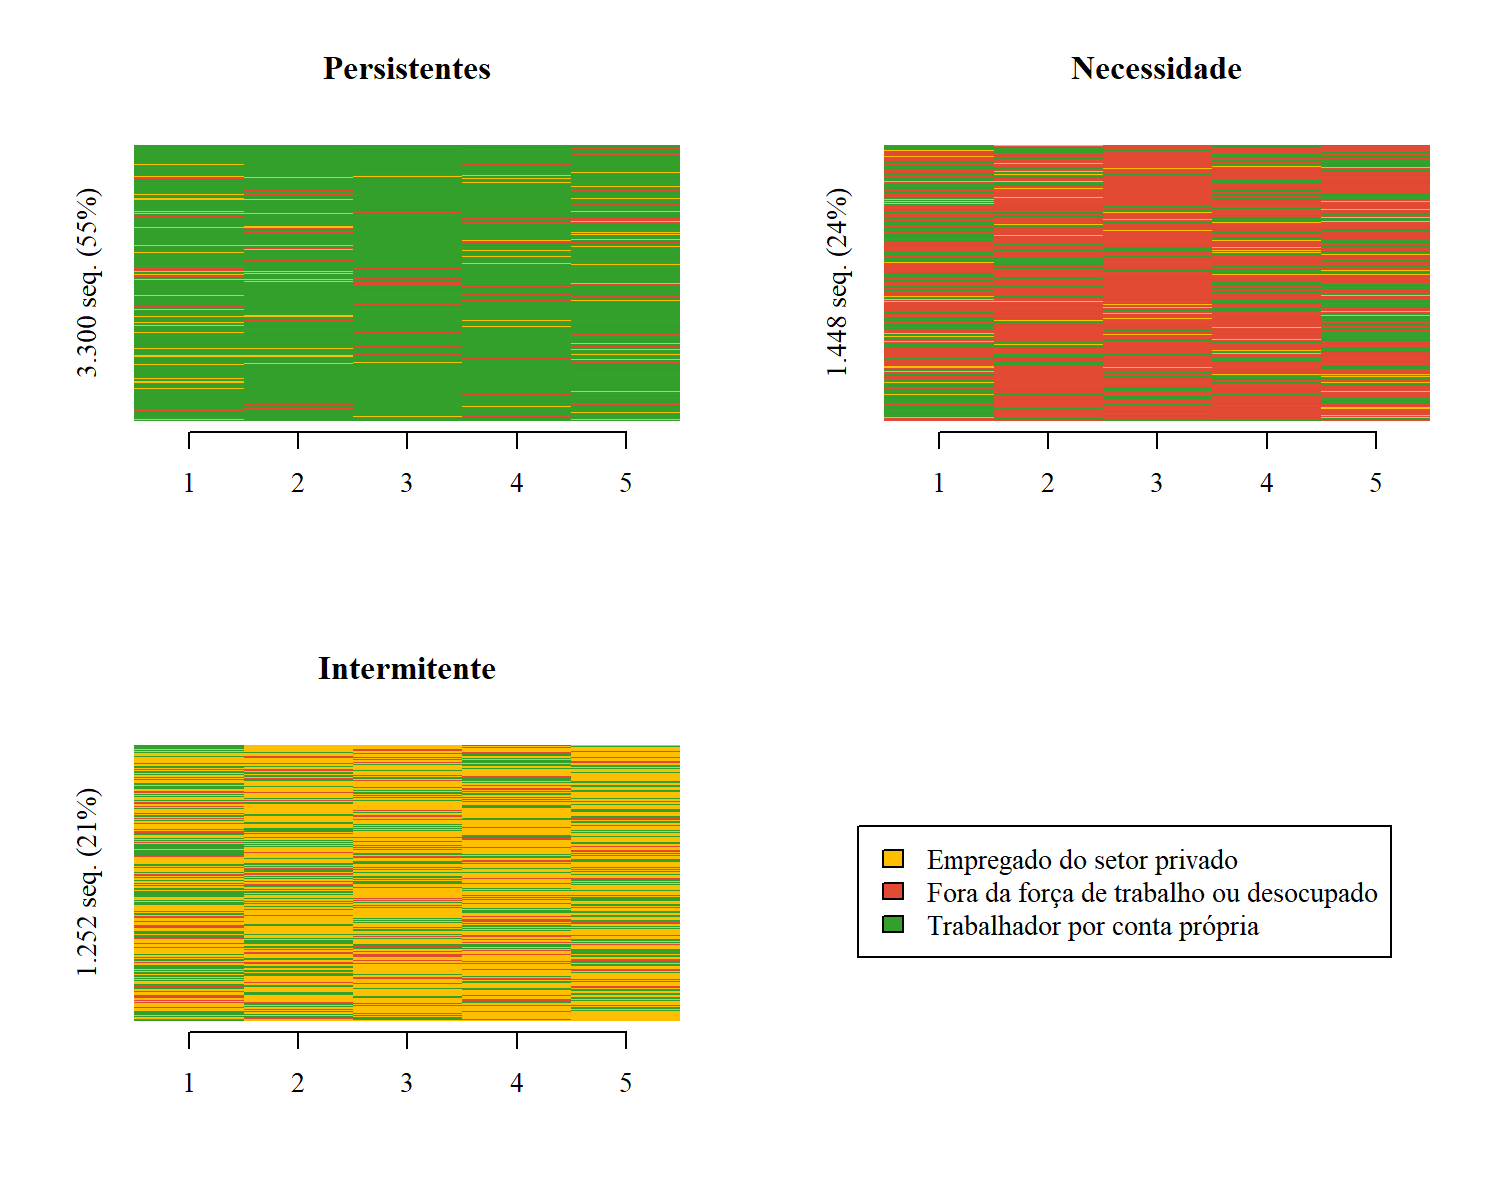 Persistentes
3.300 seq. (55%)
1 2 3 4 5
Necessidade
1.448 seq. (24%)
1 2 3 4 5
Intermitente
1.252 seq. (21%)
1 2 3 4 5
Empregado do setor privado
Fora da força de trabalho ou desocupado
Trabalhador por conta própria